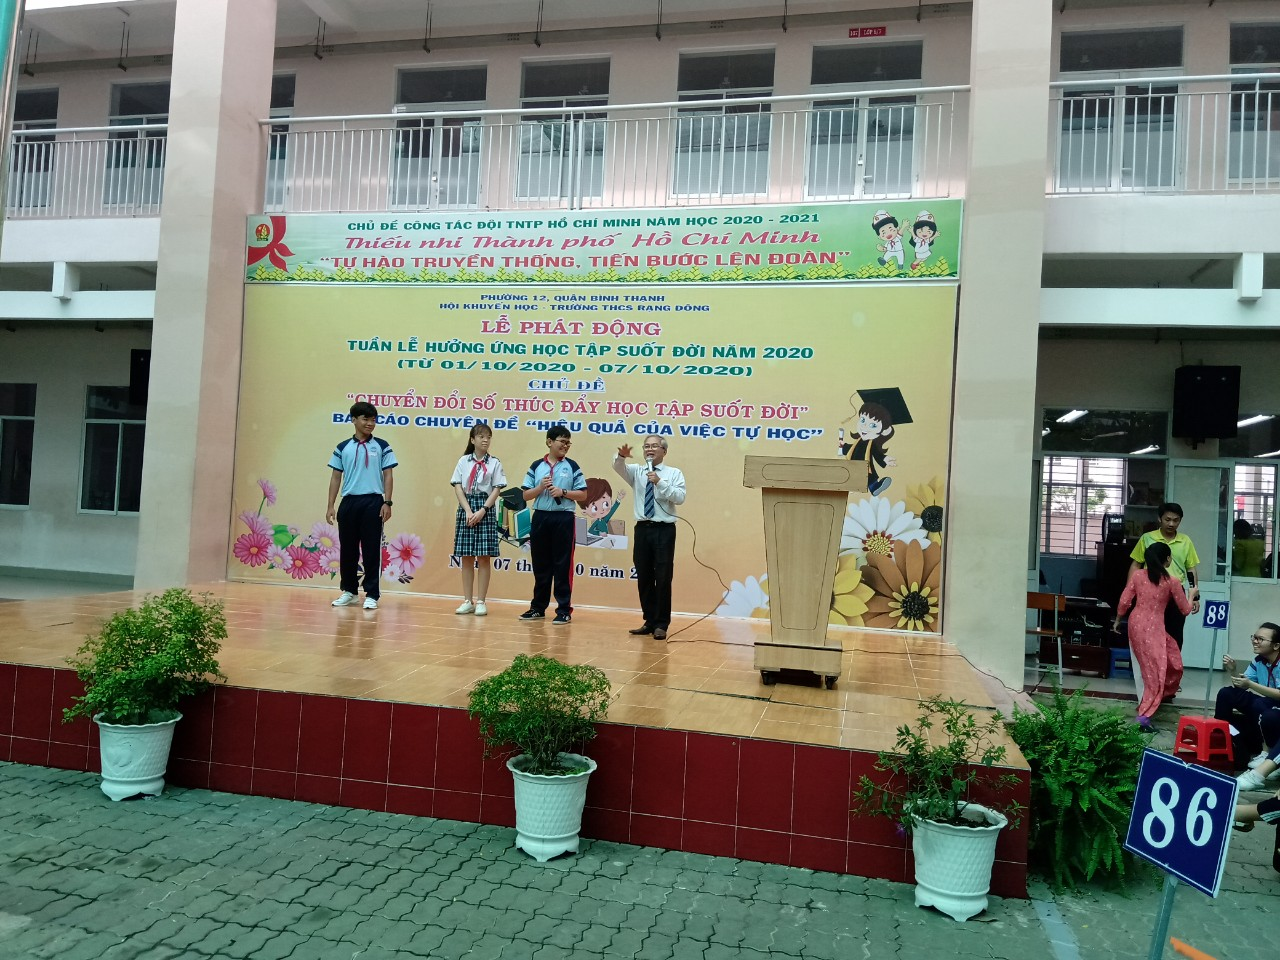 CHỦ ĐỀ CÔNG TÁC ĐỘI TNTP HỒ CHÍ MINH NĂM HỌC 2020 - 2021
Thiếu nhi Thành phố Hồ Chí Minh
"TỰ HÀO TRUYỀN THỐNG, TIẾN BƯỚC LÊN ĐOÀN"
PHƯỜNG 12, QUẬN BÌNH THẠNH
HỘI KHUYẾN HỌC - TRƯỜNG THCS RẠNG ĐÔNG
LỄ PHÁT ĐỘNG
TUẦN LỄ HƯỞNG ỨNG HỌC TẬP SUỐT ĐỜI NĂM 2020
(TỪ 01/10/2020 - 07/10/2020)
CHỦ ĐỀ
"CHUYỂN ĐỔI SỐ THÚC ĐẨY HỌC TẬP SUỐT ĐỜI"
CÁO CHUYÊN ĐỀ "HIỆU QUẢ CỦA VIỆC TỰ HỌC"
07 th 0 năm 2
88
86